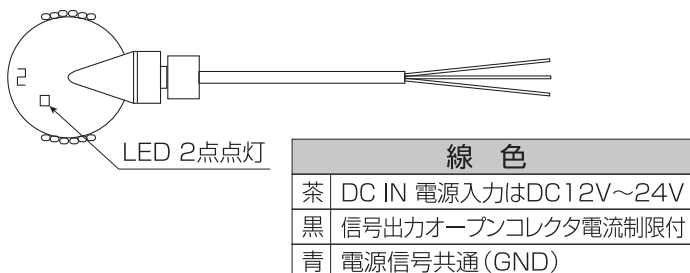 2
LED 2点点灯
線 色
茶 DC IN 電源入力はDC12V～24V
黒 信号出力オープンコレクタ電流制限付
青 電源信号共通(GND)